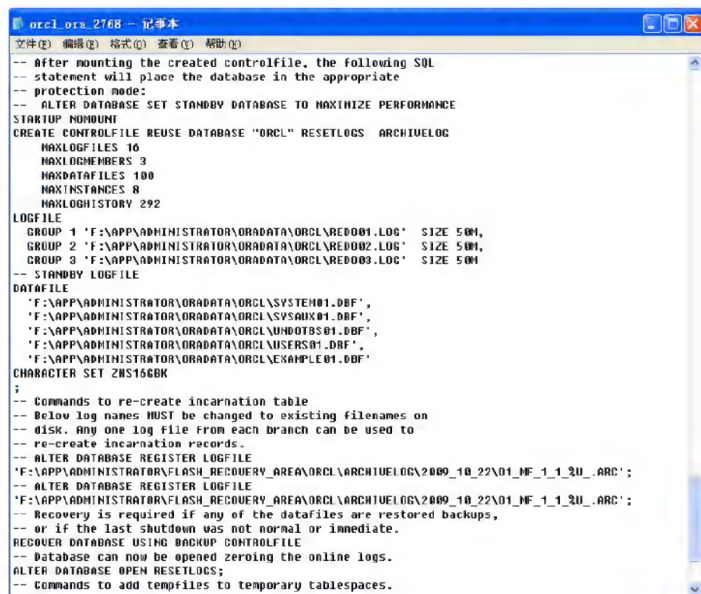 orcl_ora_2768 - 记事本
文件(F) 编辑(E) 格式(O) 查看(V) 帮助(H)
-- After mounting the created controlfile, the following SQL
-- statement will place the database in the appropriate
-- protection mode:
--  ALTER DATABASE SET STANDBY DATABASE TO MAXIMIZE PERFORMANCE
STARTUP NOMOUNT
CREATE CONTROLFILE REUSE DATABASE "ORCL" RESETLOGS  ARCHIVELOG
    MAXLOGFILES 16
    MAXLOGMEMBERS 3
    MAXDATAFILES 100
    MAXINSTANCES 8
    MAXLOGHISTORY 292
LOGFILE
  GROUP 1 'F:\APP\ADMINISTRATOR\ORADATA\ORCL\REDO01.LOG'  SIZE 50M,
  GROUP 2 'F:\APP\ADMINISTRATOR\ORADATA\ORCL\REDO02.LOG'  SIZE 50M,
  GROUP 3 'F:\APP\ADMINISTRATOR\ORADATA\ORCL\REDO03.LOG'  SIZE 50M
-- STANDBY LOGFILE
DATAFILE
  'F:\APP\ADMINISTRATOR\ORADATA\ORCL\SYSTEM01.DBF',
  'F:\APP\ADMINISTRATOR\ORADATA\ORCL\SYSAUX01.DBF',
  'F:\APP\ADMINISTRATOR\ORADATA\ORCL\UNDOTBS01.DBF',
  'F:\APP\ADMINISTRATOR\ORADATA\ORCL\USERS01.DBF',
  'F:\APP\ADMINISTRATOR\ORADATA\ORCL\EXAMPLE01.DBF'
CHARACTER SET ZHS16GBK
;
-- Commands to re-create incarnation table
-- Below log names MUST be changed to existing filenames on
-- disk. Any one log file from each branch can be used to
-- re-create incarnation records.
-- ALTER DATABASE REGISTER LOGFILE
'F:\APP\ADMINISTRATOR\FLASH_RECOVERY_AREA\ORCL\ARCHIVELOG\2009_10_22\O1_MF_1_1_%U_.ARC';
-- ALTER DATABASE REGISTER LOGFILE
'F:\APP\ADMINISTRATOR\FLASH_RECOVERY_AREA\ORCL\ARCHIVELOG\2009_10_22\O1_MF_1_1_%U_.ARC';
-- Recovery is required if any of the datafiles are restored backups,
-- or if the last shutdown was not normal or immediate.
RECOVER DATABASE USING BACKUP CONTROLFILE
-- Database can now be opened zeroing the online logs.
ALTER DATABASE OPEN RESETLOGS;
-- Commands to add tempfiles to temporary tablespaces.